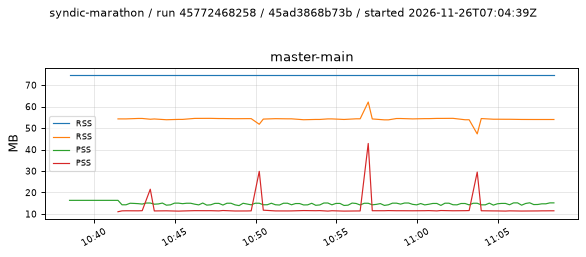 syndic-marathon / run 45772468258 / 45ad3868b73b / started 2026-11-26T07:04:39Z
master-main
MB
70
60
50
40
30
20
10
RSS
RSS
PSS
PSS
10:40
10:45
10:50
10:55
11:00
11:05